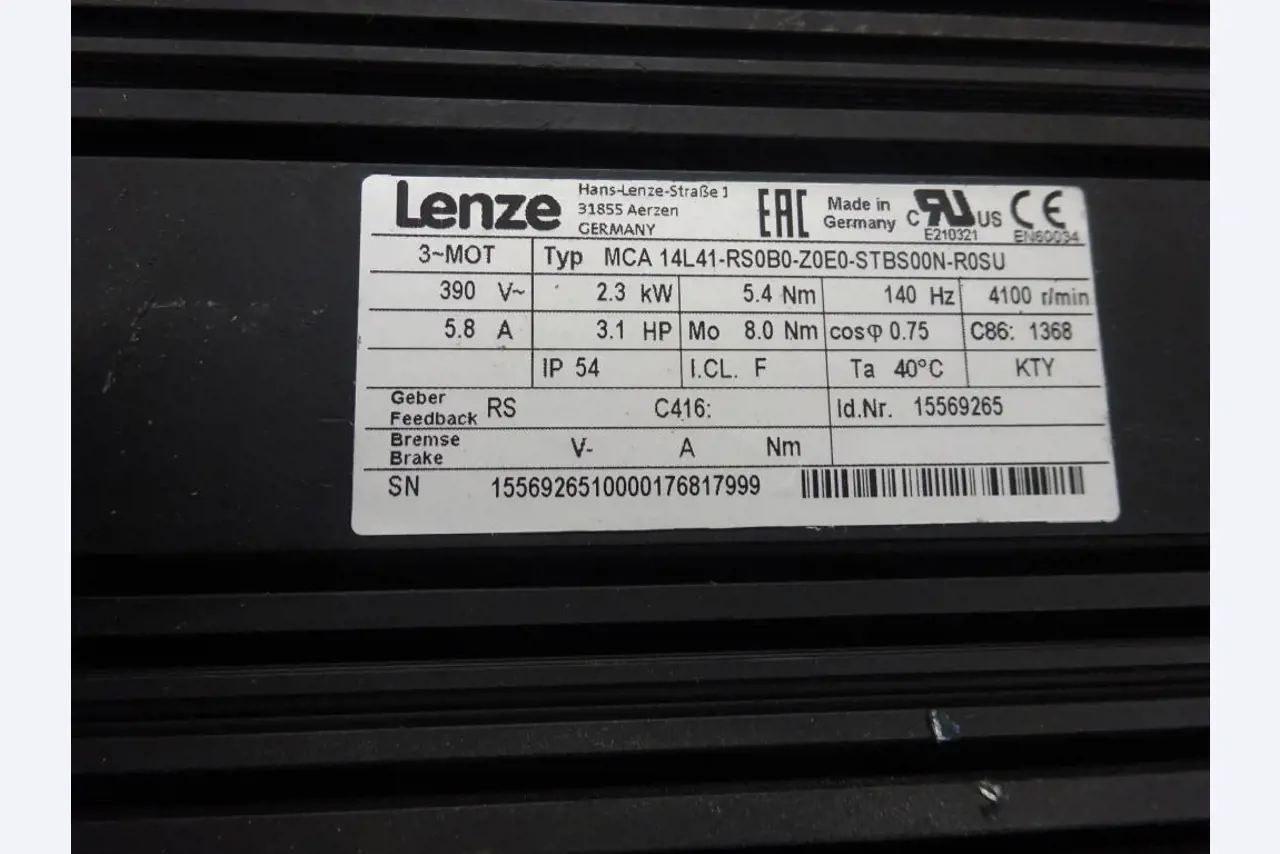 Lenze
Hans-Lenze-Straße 1
31855 Aerzen
GERMANY
EAC
Made in
Germany
C RU US
E210321
CE
EN60034
3~MOT Typ MCA 14L41-RS0B0-Z0E0-STBS00N-R0SU
390 V~ 2.3 kW 5.4 Nm 140 Hz 4100 r/min
5.8 A 3.1 HP Mo 8.0 Nm cosφ 0.75 C86: 1368
IP 54 I.CL. F Ta 40°C KTY
Geber
Feedback RS C416: Id.Nr. 15569265
Bremse
Brake V- A Nm
SN 1556926510000176817999